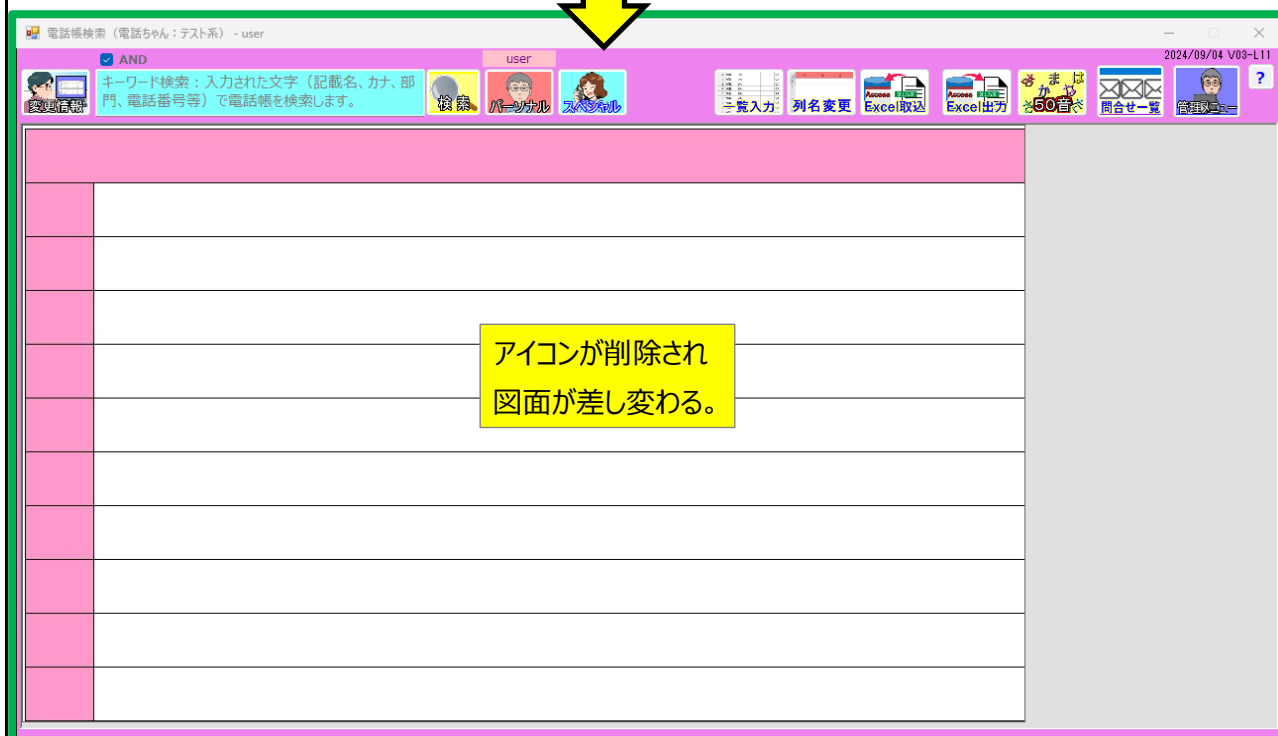 電話帳検索（電話ちゃん：テスト系） - user
2024/09/04 V03-L11
AND
user
変更情報
キーワード検索：入力された文字（記載名、カナ、部
門、電話番号等）で電話帳を検索します。
検索
パーソナル
スペシャル
一覧入力
列名変更
Access
Excel取込
Access
Excel出力
50音
問合せ一覧
管理メニュー
?
アイコンが削除され
図面が差し変わる。